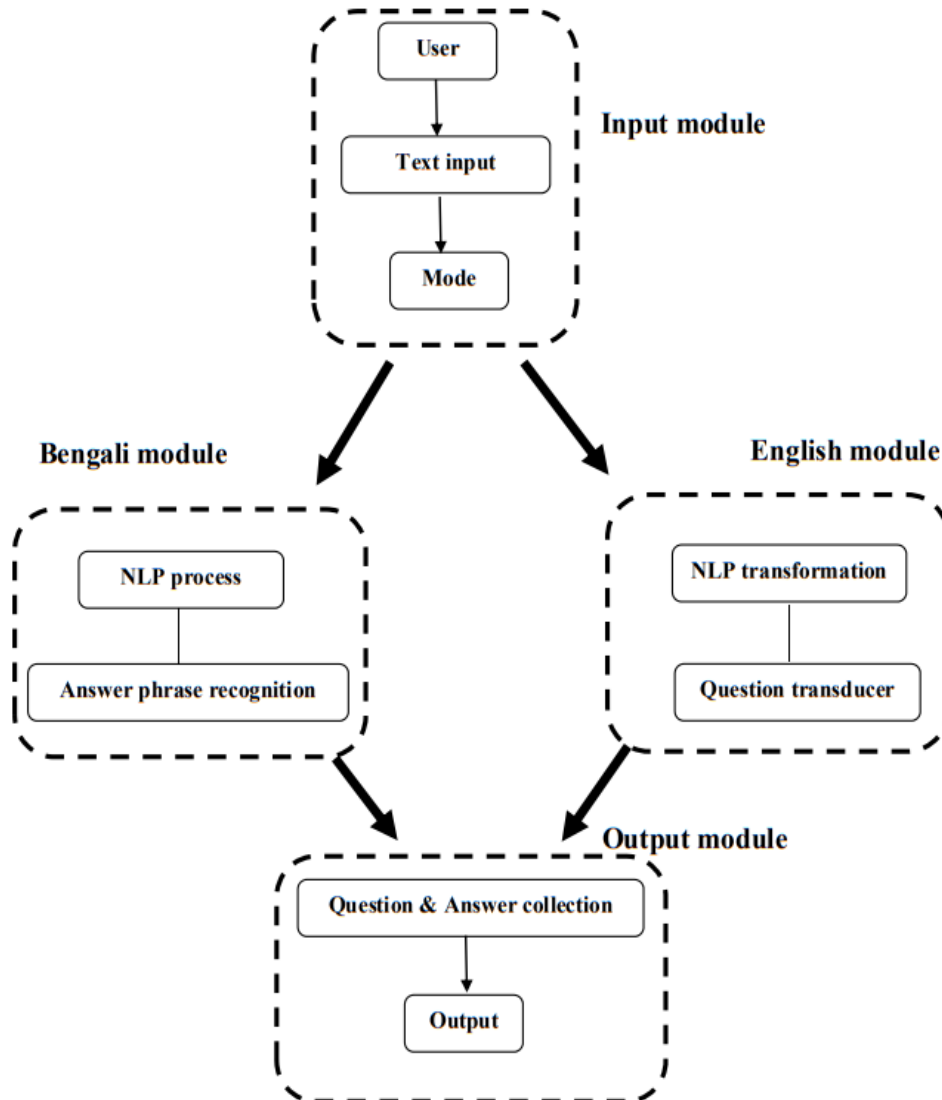 User
Input module
Text input
Mode
Bengali module
English module
NLP process
NLP transformation
Answer phrase recognition
Question transducer
Output module
Question & Answer collection
Output